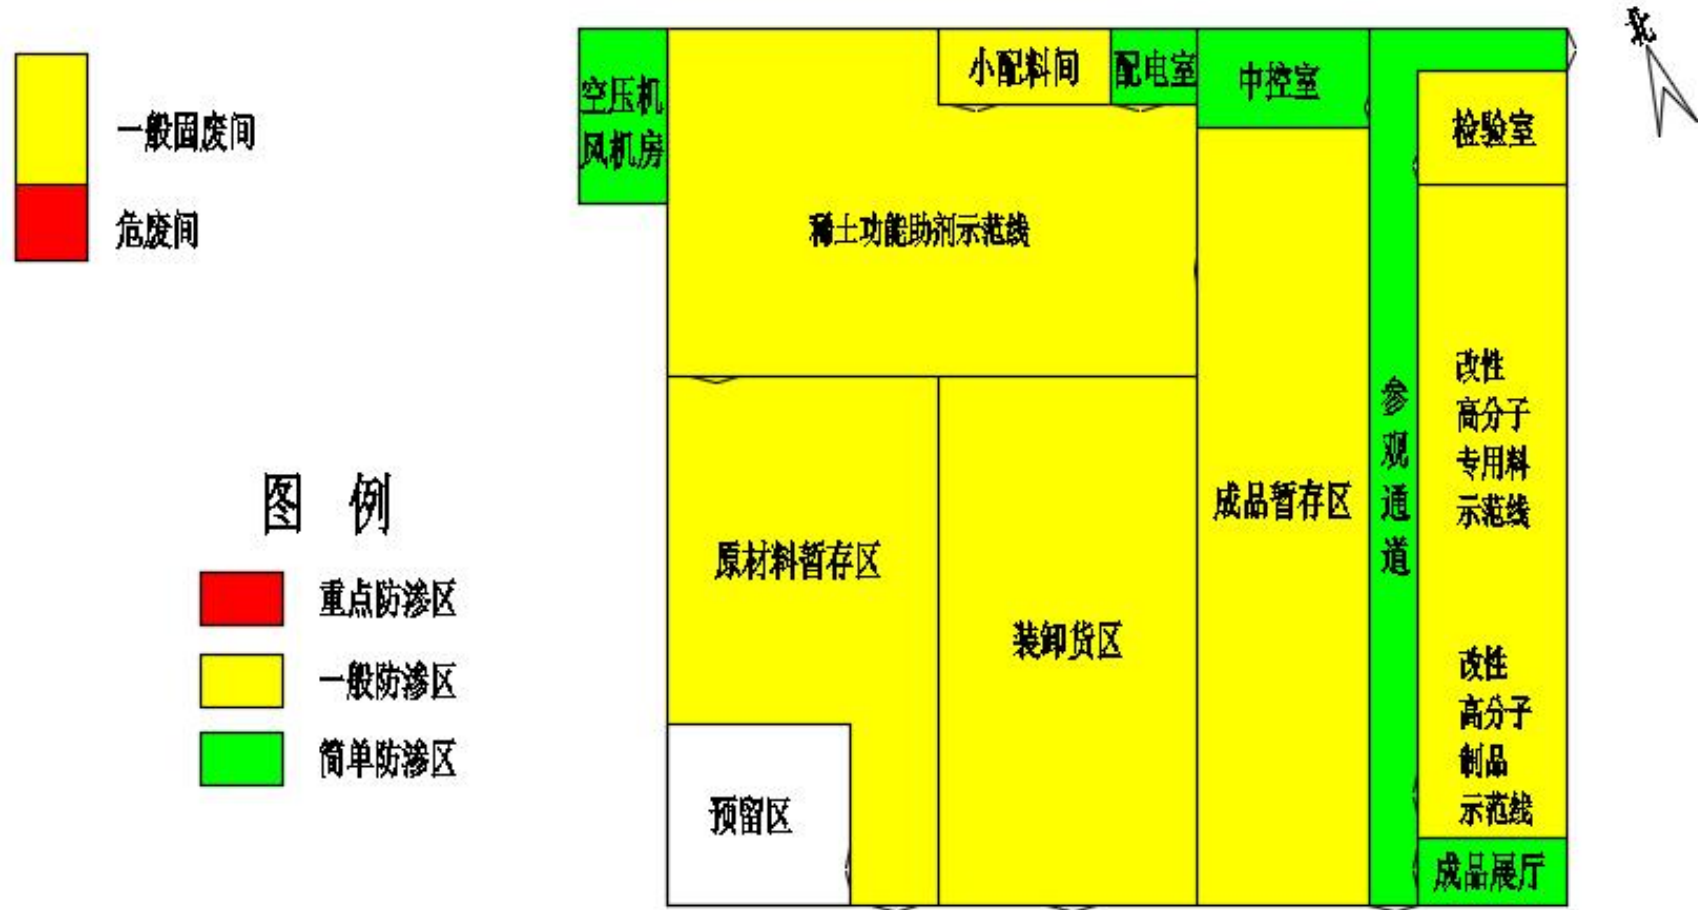 北
小配料间
配电室
中控室
空压机
风机房
检验室
一般固废间
危废间
稀土功能助剂示范线
改性
高分子
专用料
示范线
参
观
通
道
成品暂存区
图 例
原材料暂存区
重点防渗区
装卸货区
一般防渗区
改性
高分子
制品
示范线
简单防渗区
预留区
成品展厅